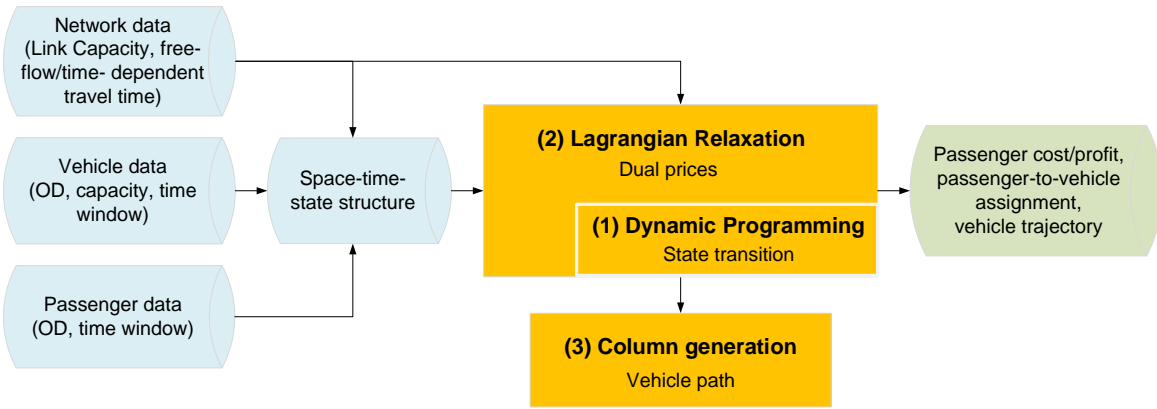 Network data
(Link Capacity, free-
flow/time- dependent
travel time)
Vehicle data
(OD, capacity, time
window)
Passenger data
(OD, time window)
Space-time-
state structure
(2) Lagrangian Relaxation
Dual prices
(1) Dynamic Programming
State transition
(3) Column generation
Vehicle path
Passenger cost/profit,
passenger-to-vehicle
assignment,
vehicle trajectory